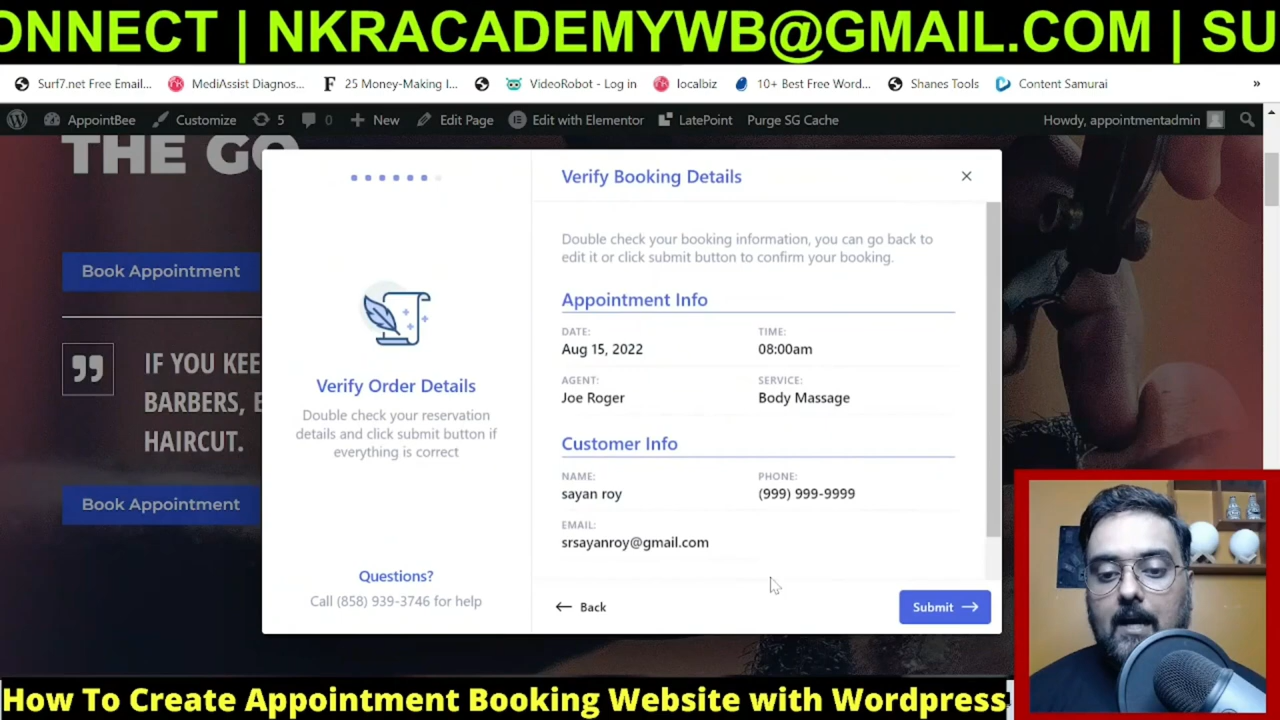 ONNECT | NKRACADEMYWB@GMAIL.COM | SU
Surf7.net Free Email... MediAssist Diagnos... 25 Money-Making I... VideoRobot - Log in localbiz 10+ Best Free Word... Shanes Tools Content Samurai »
AppointBee Customize 5 0 New Edit Page Edit with Elementor LatePoint Purge SG Cache Howdy, appointmentadmin
THE GO
Book Appointment
IF YOU KEE
BARBERS, E
HAIRCUT.
Book Appointment
Verify Order Details
Double check your reservation
details and click submit button if
everything is correct
Questions?
Call (858) 939-3746 for help
Verify Booking Details
Double check your booking information, you can go back to
edit it or click submit button to confirm your booking.
Appointment Info
DATE: TIME:
Aug 15, 2022 08:00am
AGENT: SERVICE:
Joe Roger Body Massage
Customer Info
NAME: PHONE:
sayan roy (999) 999-9999
EMAIL:
srsayanroy@gmail.com
Back Submit
How To Create Appointment Booking Website with Wordpress